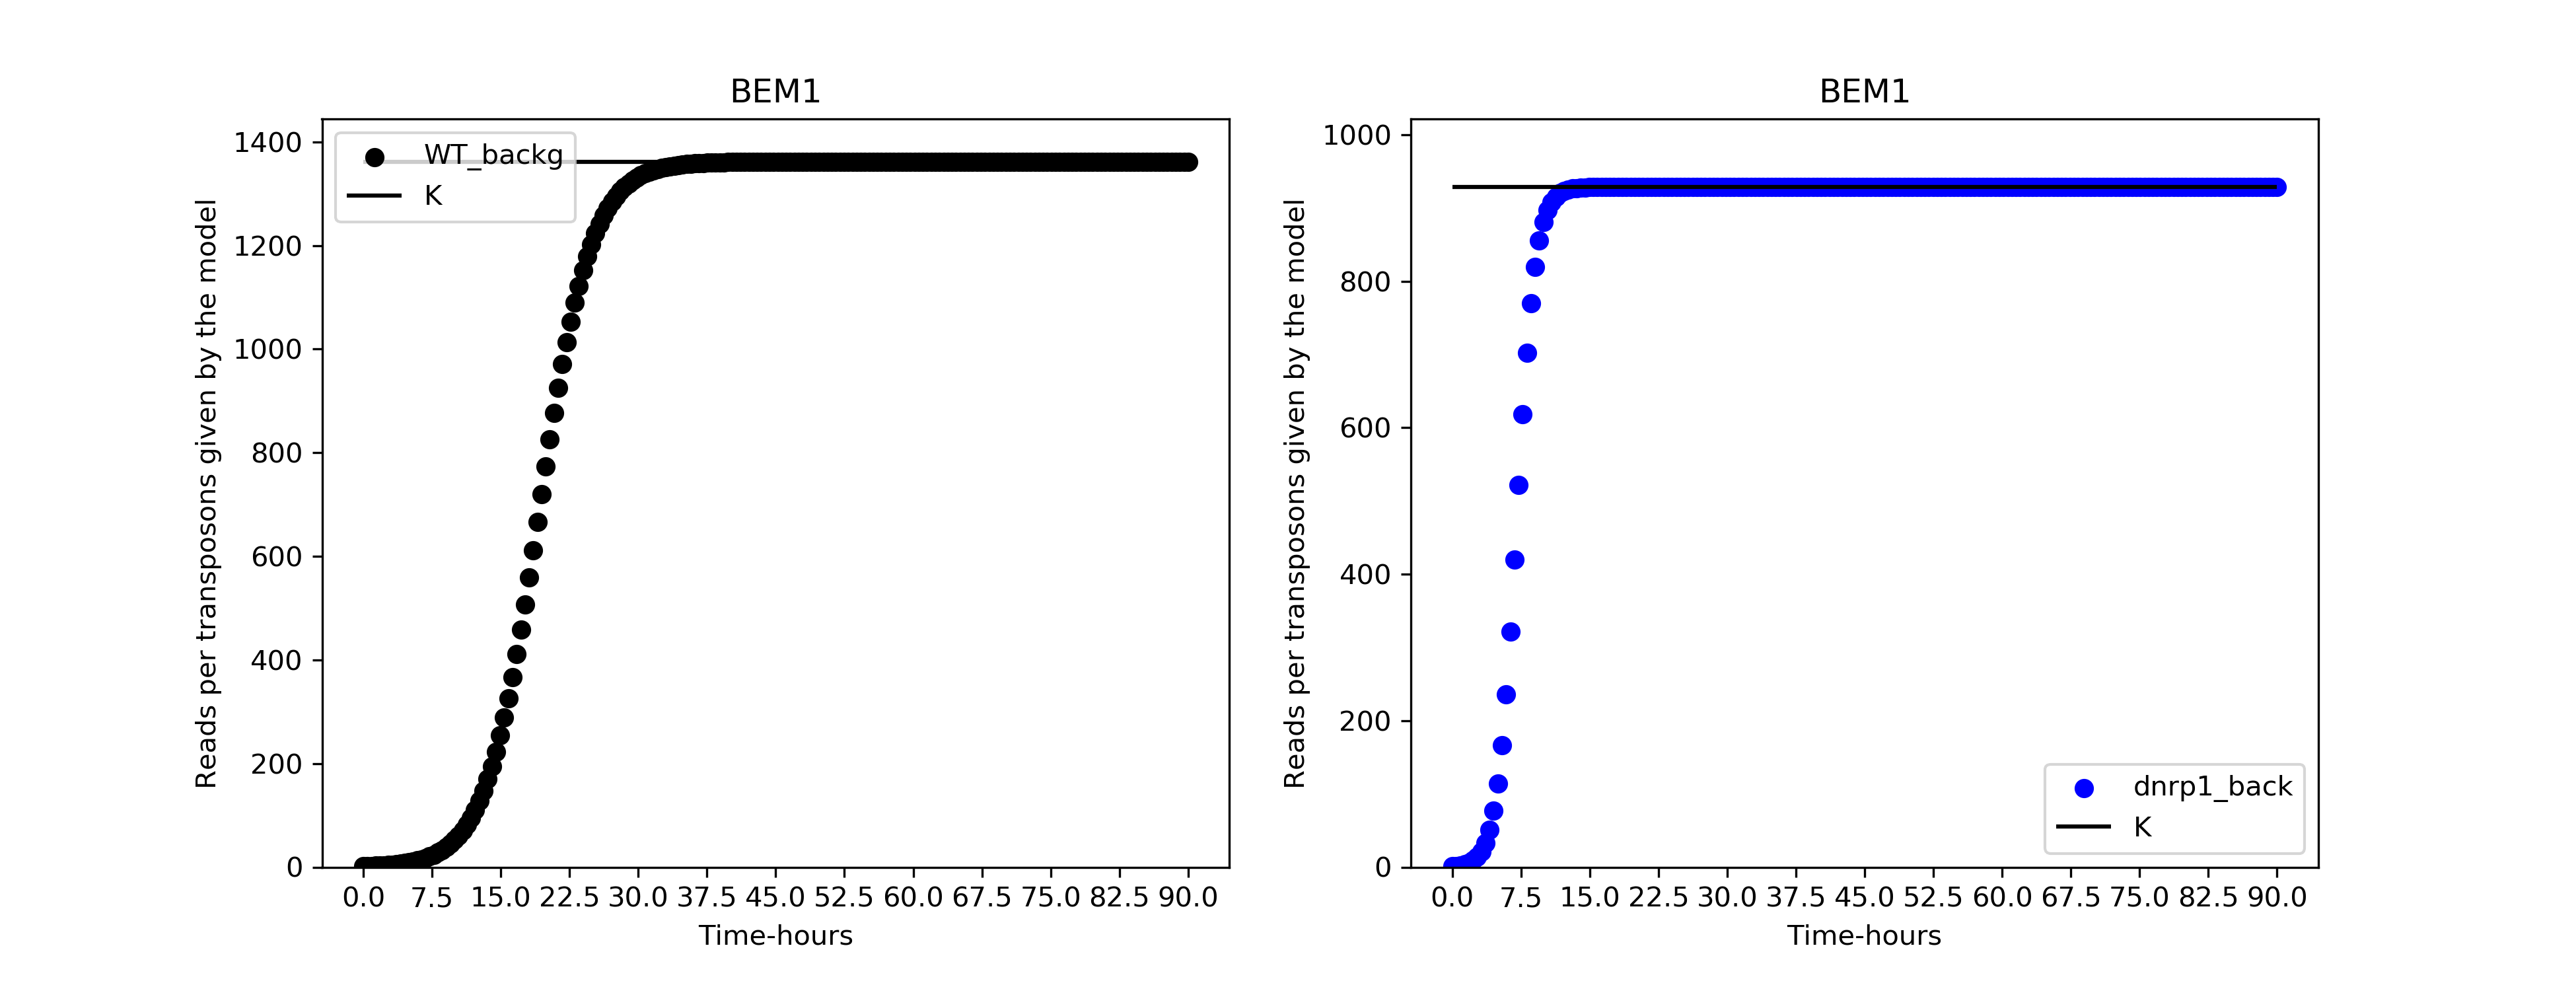 BEM1
1400
1200
1000
800
600
400
200
0
Reads per transposons given by the model
WT_backg
K
0.0 7.5 15.0 22.5 30.0 37.5 45.0 52.5 60.0 67.5 75.0 82.5 90.0
Time-hours
BEM1
1000
800
600
400
200
0
Reads per transposons given by the model
dnrp1_back
K
0.0 7.5 15.0 22.5 30.0 37.5 45.0 52.5 60.0 67.5 75.0 82.5 90.0
Time-hours